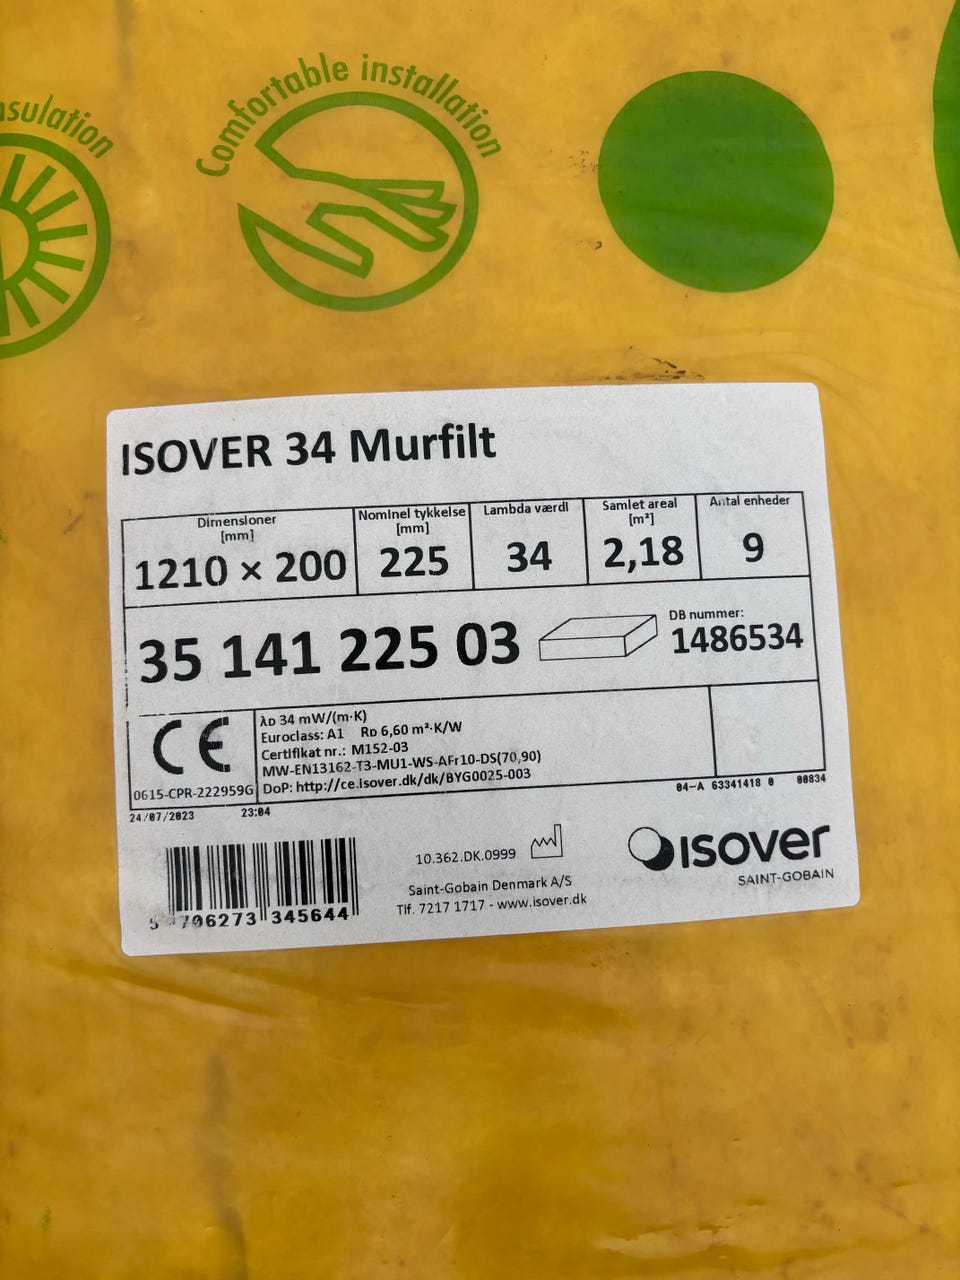 sulation
Comfortable installation
ISOVER 34 Murfilt
Dimensioner
[mm]
1210 × 200
Nominel tykkelse
[mm]
225
Lambda værdi
34
Samlet areal
[m²]
2,18
Antal enheder
9
35 141 225 03
DB nummer:
1486534
CE
0615-CPR-222959G
λD 34 mW/(m·K)
Euroclass: A1 RD 6,60 m²·K/W
Certifikat nr.: M152-03
MW-EN13162-T3-MU1-WS-AFr10-DS(70,90)
DoP: http://ce.isover.dk/dk/BYG0025-003
24/07/2023 23:04
04-A 63341418 0 00834
5 706273 345644
10.362.DK.0999
Saint-Gobain Denmark A/S
Tlf. 7217 1717 - www.isover.dk
isover
SAINT-GOBAIN